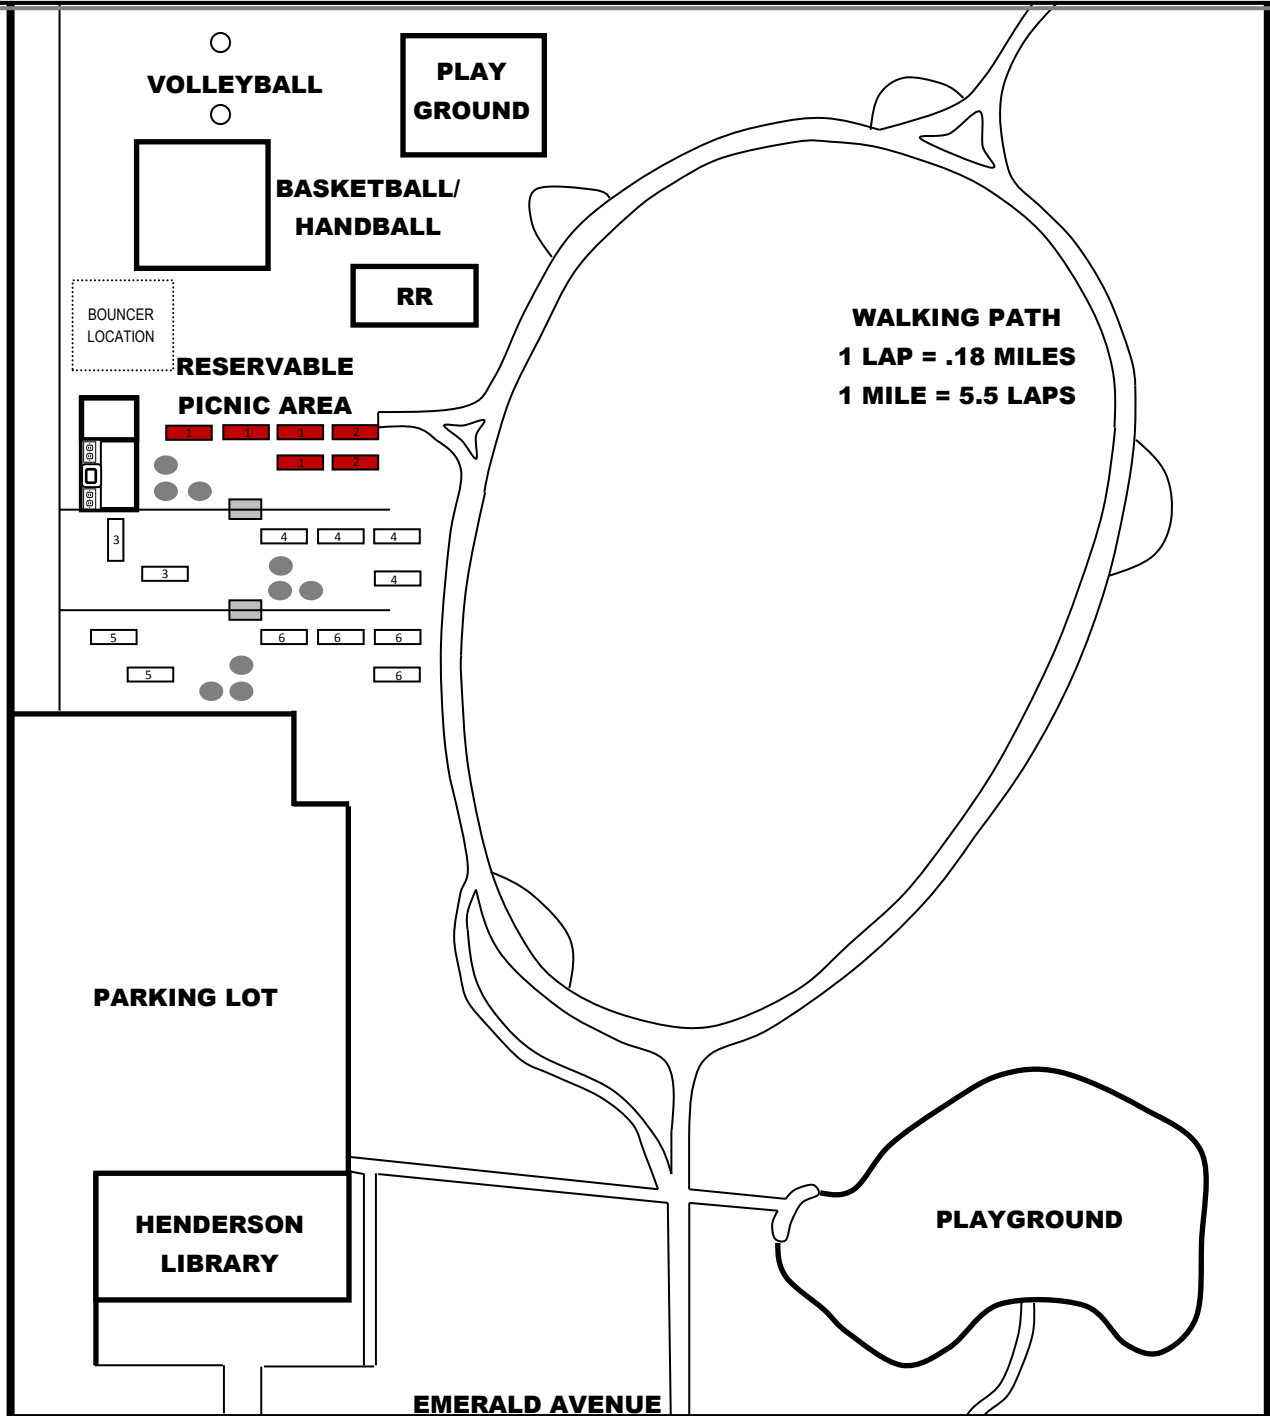 VOLLEYBALL
PLAY
GROUND
BASKETBALL/
HANDBALL
RR
BOUNCER
LOCATION
WALKING PATH
1 LAP = .18 MILES
1 MILE = 5.5 LAPS
RESERVABLE
PICNIC AREA
1 1 1 2
1 2
3
4 4 4
3
4
5
6 6 6
5
6
PARKING LOT
HENDERSON
LIBRARY
PLAYGROUND
EMERALD AVENUE